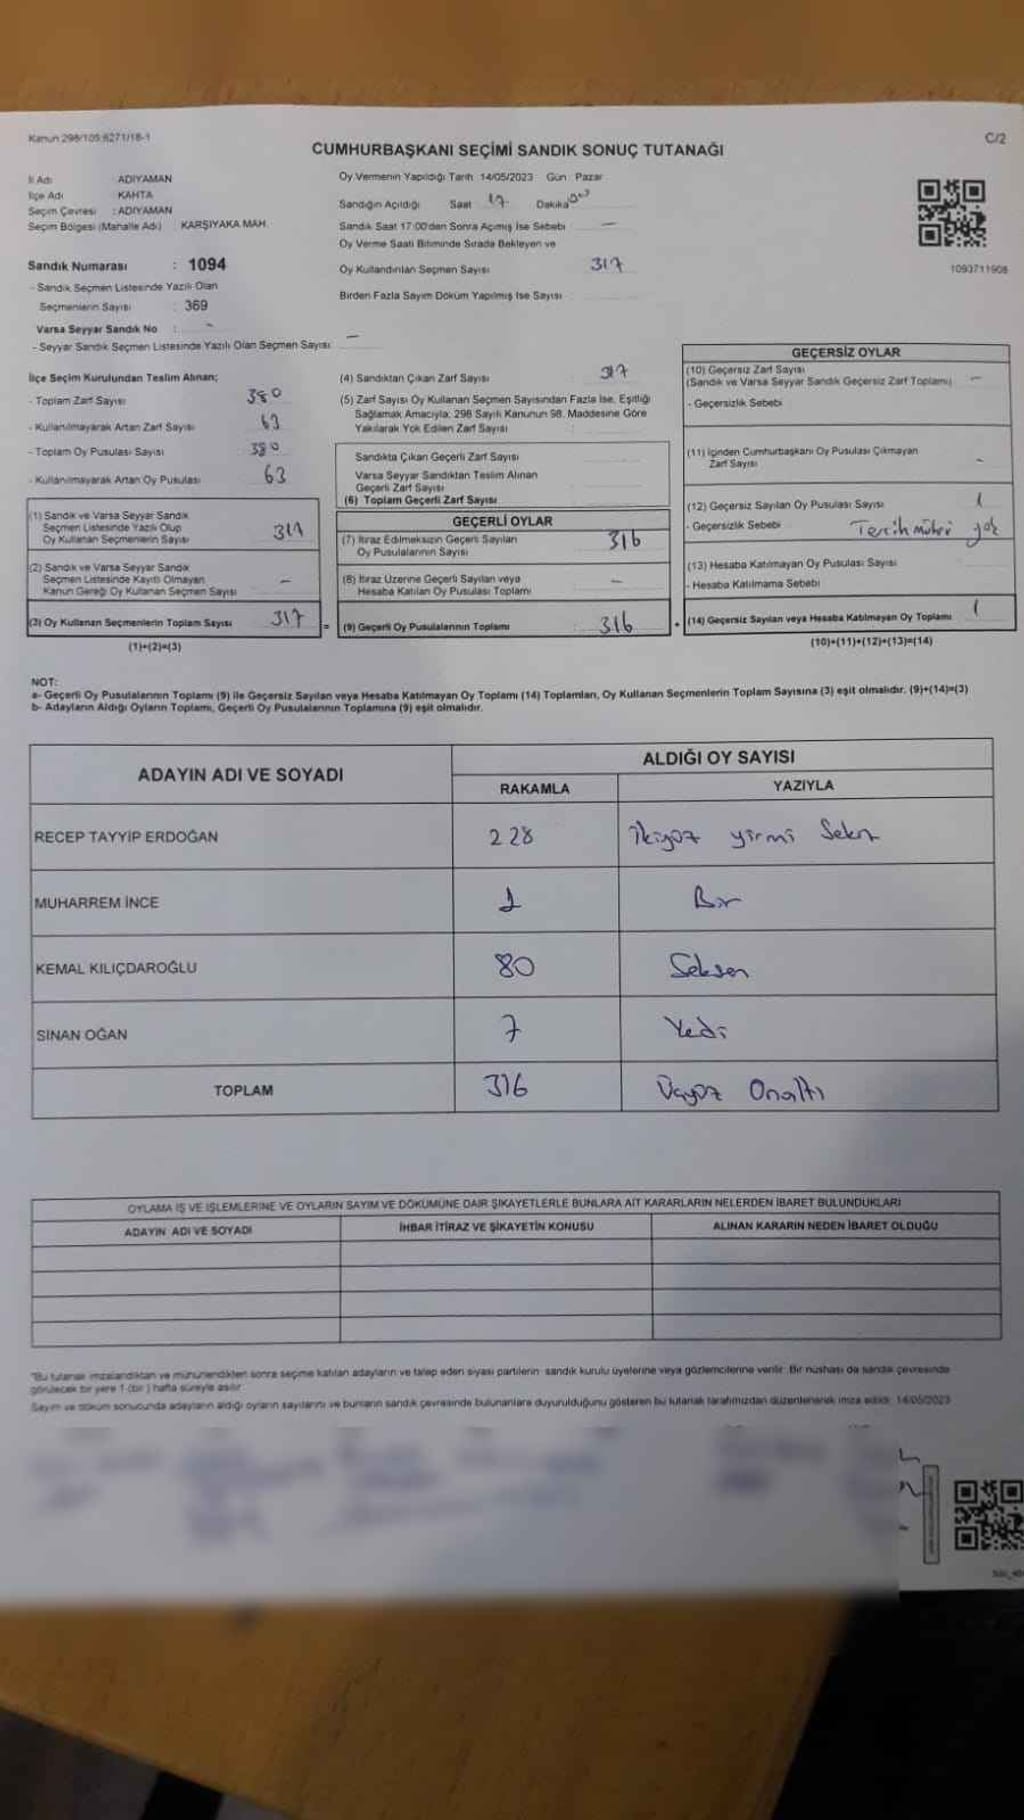 Kanun 298/105 6271/18-1
C/2
CUMHURBAŞKANI SEÇİMİ SANDIK SONUÇ TUTANAĞI
İl Adı ADIYAMAN
İlçe Adı KAHTA
Seçim Çevresi : ADIYAMAN
Seçim Bölgesi (Mahalle Adı) KARŞIYAKA MAH.
Sandık Numarası : 1094
- Sandık Seçmen Listesinde Yazılı Olan
Seçmenlerin Sayısı : 369
Varsa Seyyar Sandık No : -
- Seyyar Sandık Seçmen Listesinde Yazılı Olan Seçmen Sayısı -
Oy Vermenin Yapıldığı Tarih 14/05/2023 Gün Pazar
Sandığın Açıldığı Saat 17 Dakika
Sandık Saat 17:00'den Sonra Açımış İse Sebebi -
Oy Verme Saati Bitiminde Sırada Bekleyen ve
Oy Kullandırılan Seçmen Sayısı 317
Birden Fazla Sayım Döküm Yapılmış İse Sayısı
1093711908
İlçe Seçim Kurulundan Teslim Alınan;
- Toplam Zarf Sayısı 380
- Kullanılmayarak Artan Zarf Sayısı 63
- Toplam Oy Pusulası Sayısı 380
- Kullanılmayarak Artan Oy Pusulası 63
(1) Sandık ve Varsa Seyyar Sandık
Seçmen Listesinde Yazılı Olup
Oy Kullanan Seçmenlerin Sayısı 317
(2) Sandık ve Varsa Seyyar Sandık
Seçmen Listesinde Kayıtlı Olmayan
Kanun Gereği Oy Kullanan Seçmen Sayısı -
(3) Oy Kullanan Seçmenlerin Toplam Sayısı 317
(1)+(2)=(3)
(4) Sandıktan Çıkan Zarf Sayısı 317
(5) Zarf Sayısı Oy Kullanan Seçmen Sayısından Fazla İse, Eşitliği
Sağlamak Amacıyla, 298 Sayılı Kanunun 98. Maddesine Göre
Yakılarak Yok Edilen Zarf Sayısı
Sandıkta Çıkan Geçerli Zarf Sayısı
Varsa Seyyar Sandıktan Teslim Alınan
Geçerli Zarf Sayısı
(6) Toplam Geçerli Zarf Sayısı
GEÇERLİ OYLAR
(7) İtiraz Edilmeksizin Geçerli Sayılan
Oy Pusulalarının Sayısı 316
(8) İtiraz Üzerine Geçerli Sayılan veya
Hesaba Katılan Oy Pusulası Toplamı -
= (9) Geçerli Oy Pusulalarının Toplamı : 316
GEÇERSİZ OYLAR
(10) Geçersiz Zarf Sayısı
(Sandık ve Varsa Seyyar Sandık Geçersiz Zarf Toplamı) -
- Geçersizlik Sebebi
(11) İçinden Cumhurbaşkanı Oy Pusulası Çıkmayan
Zarf Sayısı -
(12) Geçersiz Sayılan Oy Pusulası Sayısı 1
- Geçersizlik Sebebi Tercih mührü yok
(13) Hesaba Katılmayan Oy Pusulası Sayısı
- Hesaba Katılmama Sebebi
+ (14) Geçersiz Sayılan veya Hesaba Katılmayan Oy Toplamı 1
(10)+(11)+(12)+(13)=(14)
NOT:
a- Geçerli Oy Pusulalarının Toplamı (9) ile Geçersiz Sayılan veya Hesaba Katılmayan Oy Toplamı (14) Toplamları, Oy Kullanan Seçmenlerin Toplam Sayısına (3) eşit olmalıdır. (9)+(14)=(3)
b- Adayların Aldığı Oyların Toplamı, Geçerli Oy Pusulalarının Toplamına (9) eşit olmalıdır.
ADAYIN ADI VE SOYADI ALDIĞI OY SAYISI
RAKAMLA YAZIYLA
RECEP TAYYİP ERDOĞAN 228 İkiyüz yirmi Sekiz
MUHARREM İNCE 1 Bir
KEMAL KILIÇDAROĞLU 80 Seksen
SİNAN OĞAN 7 Yedi
TOPLAM 316 Üçyüz Onaltı
OYLAMA İŞ VE İŞLEMLERİNE VE OYLARIN SAYIM VE DÖKÜMÜNE DAİR ŞİKAYETLERLE BUNLARA AİT KARARLARIN NELERDEN İBARET BULUNDUKLARI
ADAYIN ADI VE SOYADI İHBAR İTİRAZ VE ŞİKAYETİN KONUSU ALINAN KARARIN NEDEN İBARET OLDUĞU
"Bu tutanak imzalandıktan ve mühürlendikten sonra seçime katılan adayların ve talep eden siyasi partilerin sandık kurulu üyelerine veya gözlemcilerine verilir. Bir nüshası da sandık çevresinde
görülecek bir yere 1 (bir) hafta süreyle asılır.
Sayım ve döküm sonucunda adayların aldığı oyların sayılarını ve bunların sandık çevresinde bulunanlara duyurulduğunu gösteren bu tutanak tarafımızdan düzenlenerek imza edildi. 14/05/2023